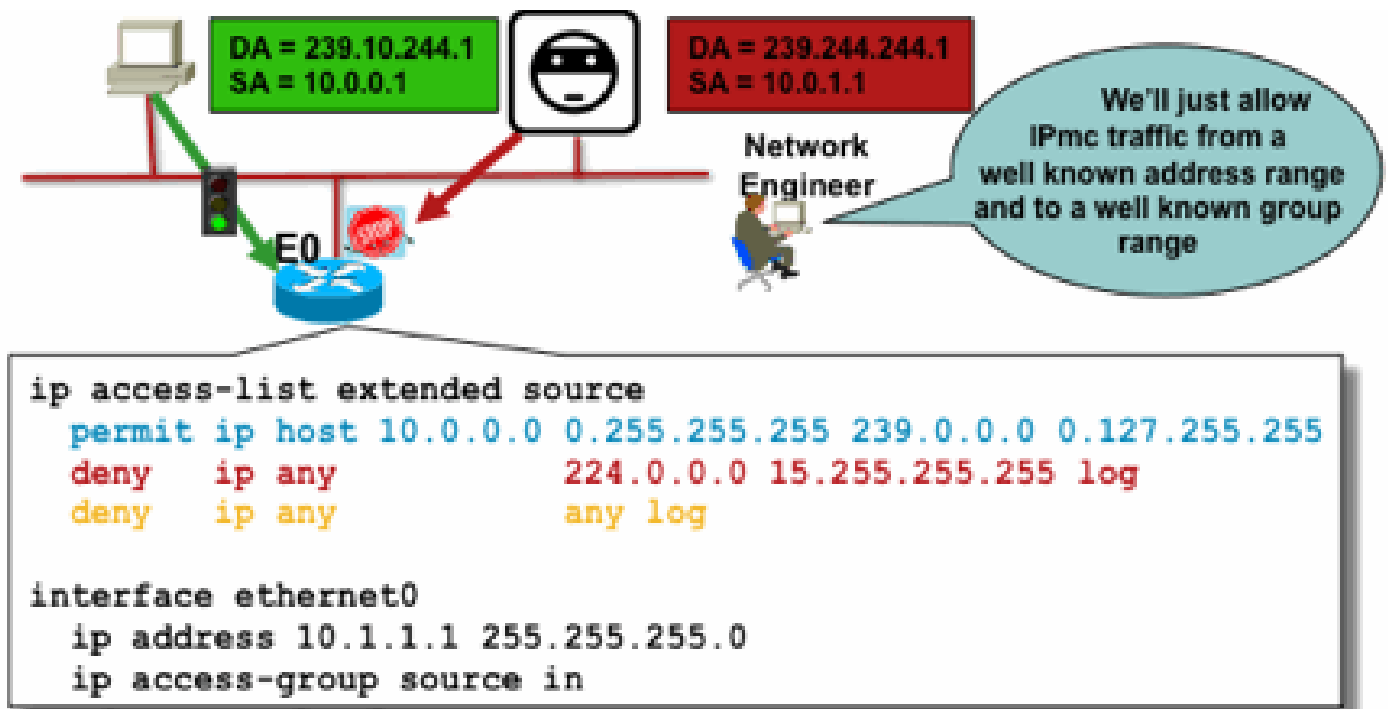 DA = 239.10.244.1
SA = 10.0.0.1
DA = 239.244.244.1
SA = 10.0.1.1
We'll just allow
IPmc traffic from a
well known address range
and to a well known group
range
Network
Engineer
STOP
E0
ip access-list extended source
permit ip host 10.0.0.0 0.255.255.255 239.0.0.0 0.127.255.255
deny ip any 224.0.0.0 15.255.255.255 log
deny ip any any log
interface ethernet0
ip address 10.1.1.1 255.255.255.0
ip access-group source in